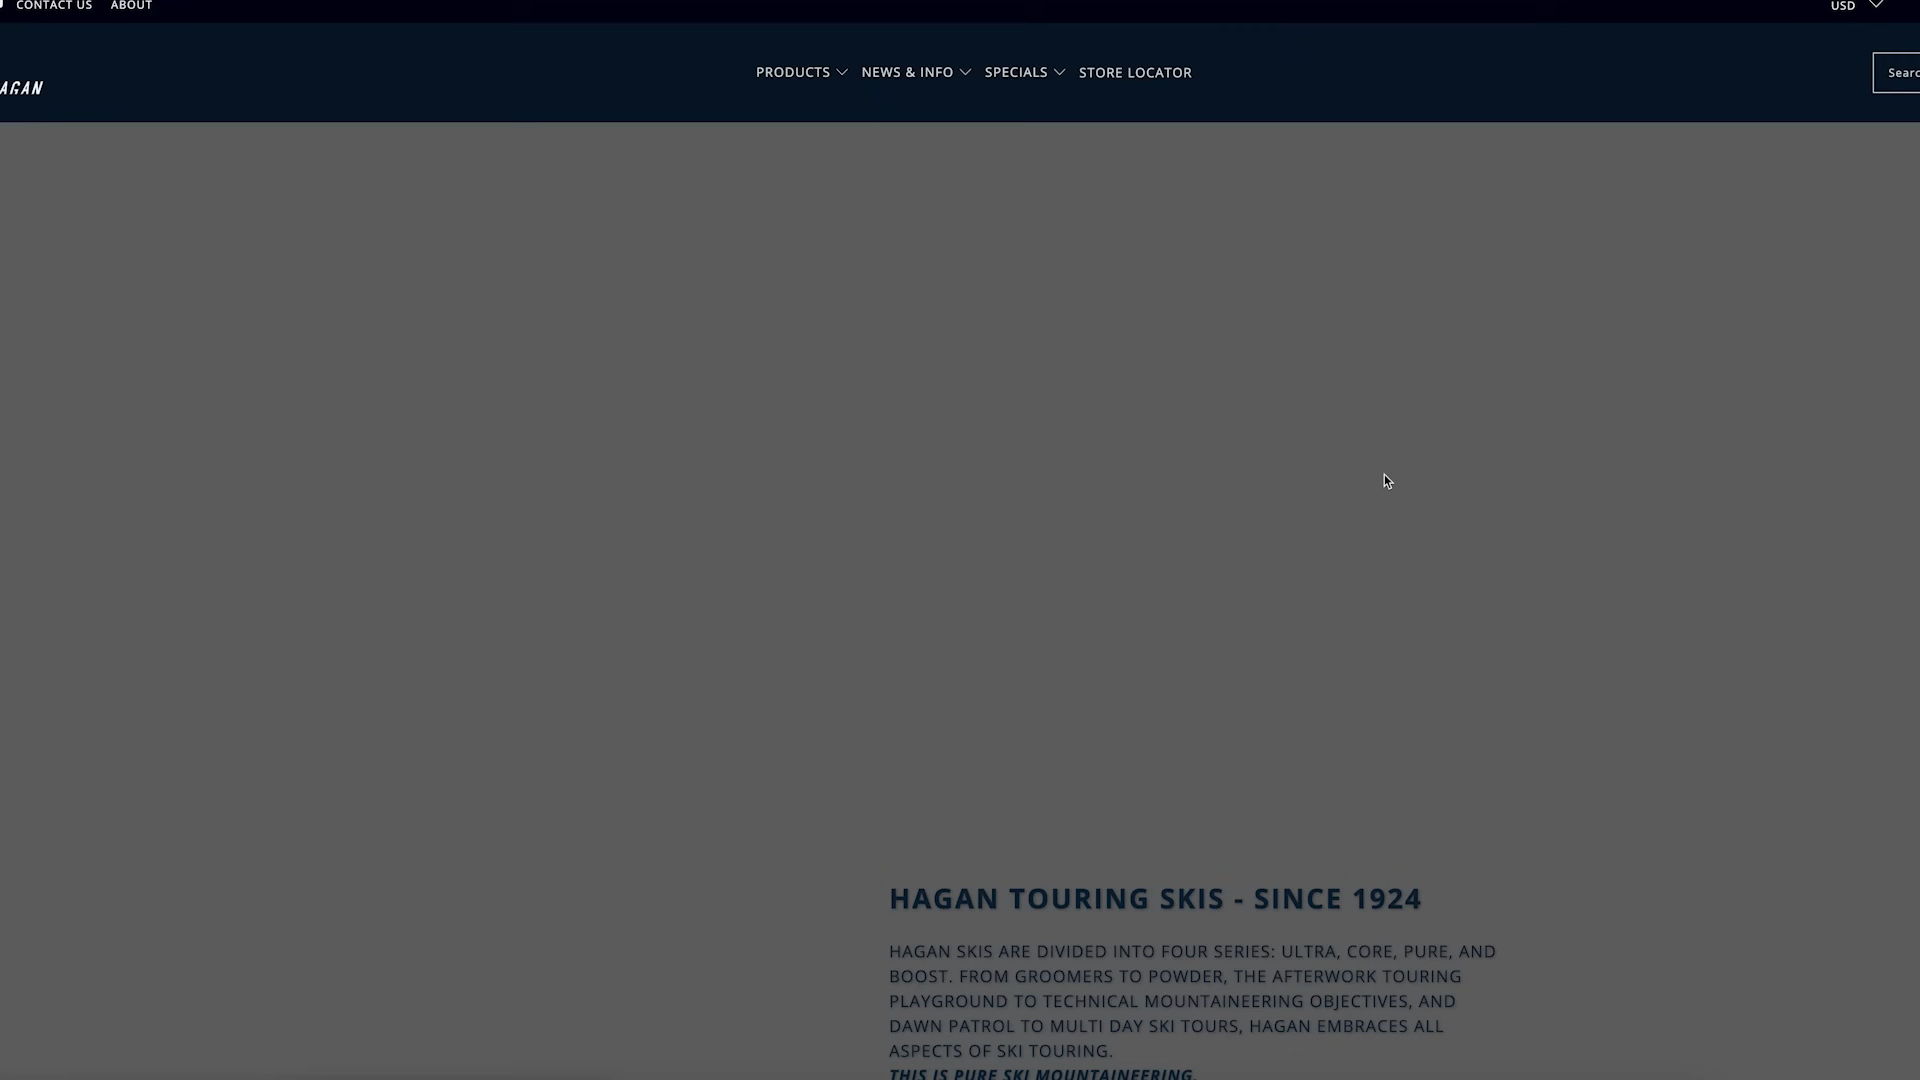 CONTACT US ABOUT USD
AGAN PRODUCTS NEWS & INFO SPECIALS STORE LOCATOR Searc
HAGAN TOURING SKIS - SINCE 1924
HAGAN SKIS ARE DIVIDED INTO FOUR SERIES: ULTRA, CORE, PURE, AND
BOOST. FROM GROOMERS TO POWDER, THE AFTERWORK TOURING
PLAYGROUND TO TECHNICAL MOUNTAINEERING OBJECTIVES, AND
DAWN PATROL TO MULTI DAY SKI TOURS, HAGAN EMBRACES ALL
ASPECTS OF SKI TOURING.
THIS IS PURE SKI MOUNTAINEERING.